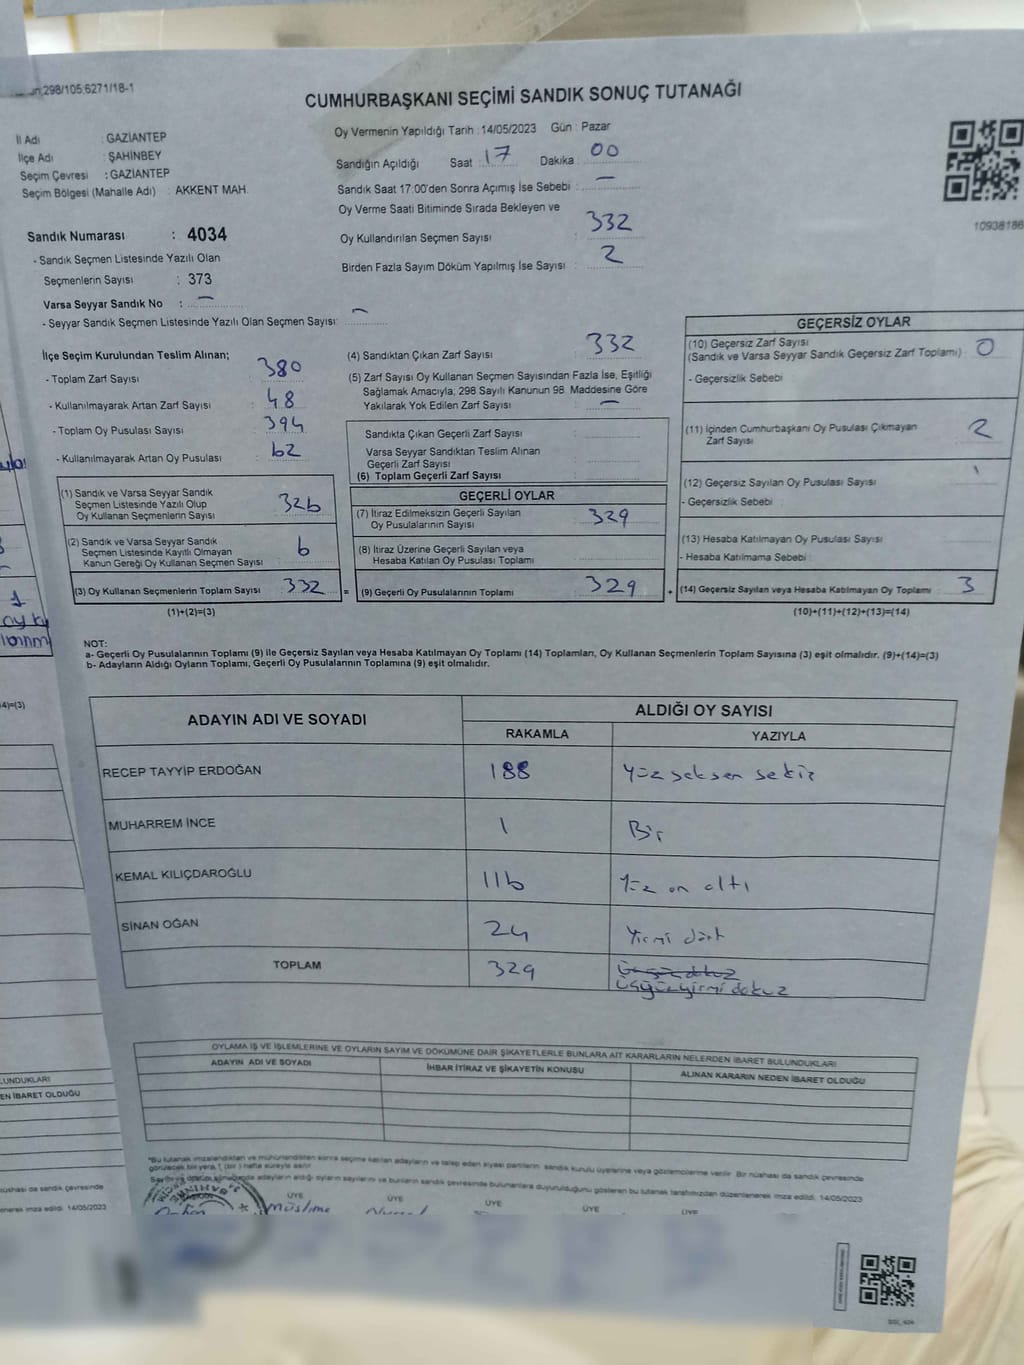 298/105.6271/18-1
CUMHURBAŞKANI SEÇİMİ SANDIK SONUÇ TUTANAĞI
İl Adı : GAZİANTEP
İlçe Adı : ŞAHİNBEY
Seçim Çevresi : GAZİANTEP
Seçim Bölgesi (Mahalle Adı) : AKKENT MAH.
Oy Vermenin Yapıldığı Tarih : 14/05/2023 Gün : Pazar
Sandığın Açıldığı Saat 17 Dakika 00
Sandık Saat 17:00'den Sonra Açımış İse Sebebi : —
Oy Verme Saati Bitiminde Sırada Bekleyen ve
Oy Kullandırılan Seçmen Sayısı : 332
Birden Fazla Sayım Döküm Yapılmış İse Sayısı : 2
10938186
Sandık Numarası : 4034
- Sandık Seçmen Listesinde Yazılı Olan
Seçmenlerin Sayısı : 373
Varsa Seyyar Sandık No : —
- Seyyar Sandık Seçmen Listesinde Yazılı Olan Seçmen Sayısı: —
İlçe Seçim Kurulundan Teslim Alınan;
- Toplam Zarf Sayısı : 380
- Kullanılmayarak Artan Zarf Sayısı : 48
- Toplam Oy Pusulası Sayısı : 394
- Kullanılmayarak Artan Oy Pusulası : 62
(1) Sandık ve Varsa Seyyar Sandık
Seçmen Listesinde Yazılı Olup
Oy Kullanan Seçmenlerin Sayısı 326
(2) Sandık ve Varsa Seyyar Sandık
Seçmen Listesinde Kayıtlı Olmayan
Kanun Gereği Oy Kullanan Seçmen Sayısı 6
(3) Oy Kullanan Seçmenlerin Toplam Sayısı 332 =
(1)+(2)=(3)
(4) Sandıktan Çıkan Zarf Sayısı : 332
(5) Zarf Sayısı Oy Kullanan Seçmen Sayısından Fazla İse, Eşitliği
Sağlamak Amacıyla, 298 Sayılı Kanunun 98. Maddesine Göre
Yakılarak Yok Edilen Zarf Sayısı : —
Sandıkta Çıkan Geçerli Zarf Sayısı :
Varsa Seyyar Sandıktan Teslim Alınan
Geçerli Zarf Sayısı
(6) Toplam Geçerli Zarf Sayısı :
GEÇERLİ OYLAR
(7) İtiraz Edilmeksizin Geçerli Sayılan
Oy Pusulalarının Sayısı : 329
(8) İtiraz Üzerine Geçerli Sayılan veya
Hesaba Katılan Oy Pusulası Toplamı :
(9) Geçerli Oy Pusulalarının Toplamı : 329 +
GEÇERSİZ OYLAR
(10) Geçersiz Zarf Sayısı
(Sandık ve Varsa Seyyar Sandık Geçersiz Zarf Toplamı) : 0
- Geçersizlik Sebebi :
(11) İçinden Cumhurbaşkanı Oy Pusulası Çıkmayan
Zarf Sayısı : 2
(12) Geçersiz Sayılan Oy Pusulası Sayısı : 1
- Geçersizlik Sebebi :
(13) Hesaba Katılmayan Oy Pusulası Sayısı :
- Hesaba Katılmama Sebebi :
(14) Geçersiz Sayılan veya Hesaba Katılmayan Oy Toplamı : 3
(10)+(11)+(12)+(13)=(14)
NOT:
a- Geçerli Oy Pusulalarının Toplamı (9) ile Geçersiz Sayılan veya Hesaba Katılmayan Oy Toplamı (14) Toplamları, Oy Kullanan Seçmenlerin Toplam Sayısına (3) eşit olmalıdır. (9)+(14)=(3)
b- Adayların Aldığı Oyların Toplamı, Geçerli Oy Pusulalarının Toplamına (9) eşit olmalıdır.
ADAYIN ADI VE SOYADI ALDIĞI OY SAYISI
RAKAMLA YAZIYLA
RECEP TAYYİP ERDOĞAN 188 Yüz seksen sekiz
MUHARREM İNCE 1 Bir
KEMAL KILIÇDAROĞLU 116 Yüz on altı
SİNAN OĞAN 24 Yirmi dört
TOPLAM 329
Üçyüzyirmidokuz
OYLAMA İŞ VE İŞLEMLERİNE VE OYLARIN SAYIM VE DÖKÜMÜNE DAİR ŞİKAYETLERLE BUNLARA AİT KARARLARIN NELERDEN İBARET BULUNDUKLARI
ADAYIN ADI VE SOYADI İHBAR İTİRAZ VE ŞİKAYETİN KONUSU ALINAN KARARIN NEDEN İBARET OLDUĞU
"Bu tutanak imzalandıktan ve mühürlendikten sonra seçime katılan adayların ve talep eden siyasi partilerin sandık kurulu üyelerine veya gözlemcilerine verilir. Bir nüshası da sandık çevresinde
görülecek bir yere, 1 (bir) hafta süreyle asılır.
adayların aldığı oyların sayılarını ve bunların sandık çevresinde bulunanlara duyurulduğunu gösteren bu tutanak tarafımızdan düzenlenerek imza edildi. 14/05/2023
ÜYE ÜYE ÜYE ÜYE ÜYE
müslüme
4)=(3)
EN İBARET OLDUĞU
nüshası da sandık çevresinde
imza edildi. 14/05/2023